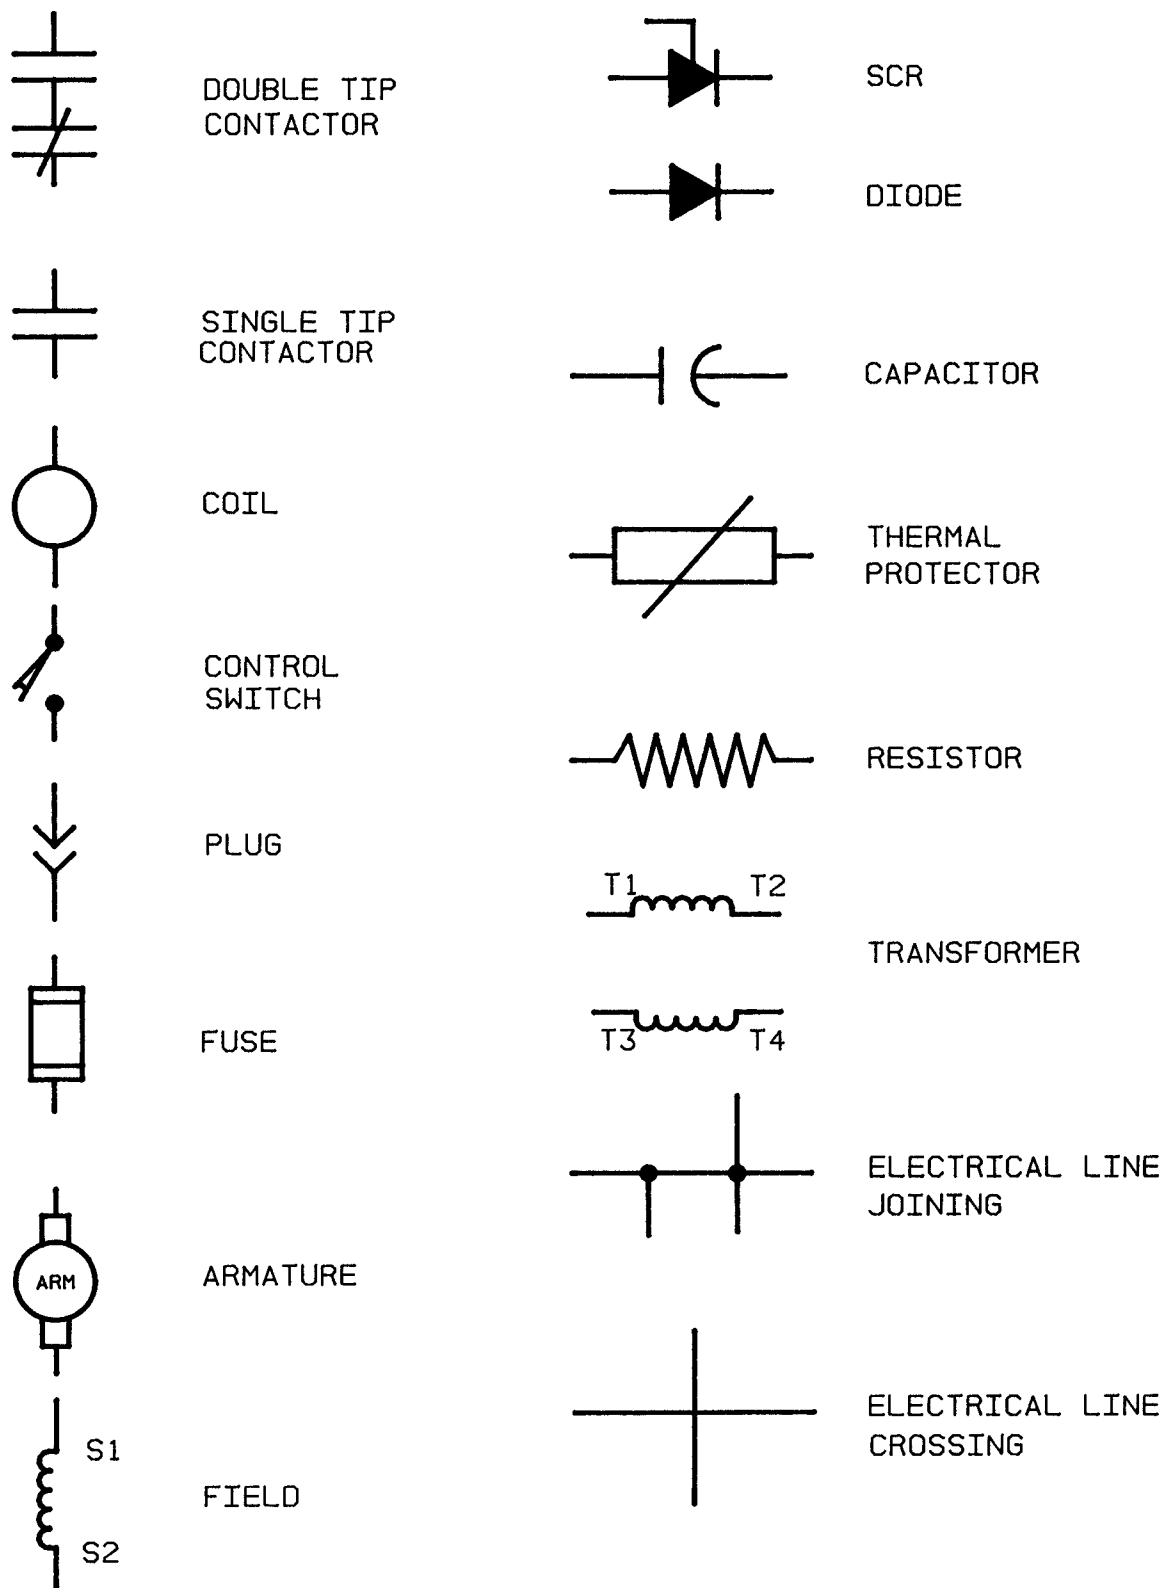 DOUBLE TIP
CONTACTOR
SINGLE TIP
CONTACTOR
COIL
CONTROL
SWITCH
PLUG
FUSE
ARM
ARMATURE
S1
FIELD
S2
SCR
DIODE
CAPACITOR
THERMAL
PROTECTOR
RESISTOR
T1 T2
TRANSFORMER
T3 T4
ELECTRICAL LINE
JOINING
ELECTRICAL LINE
CROSSING